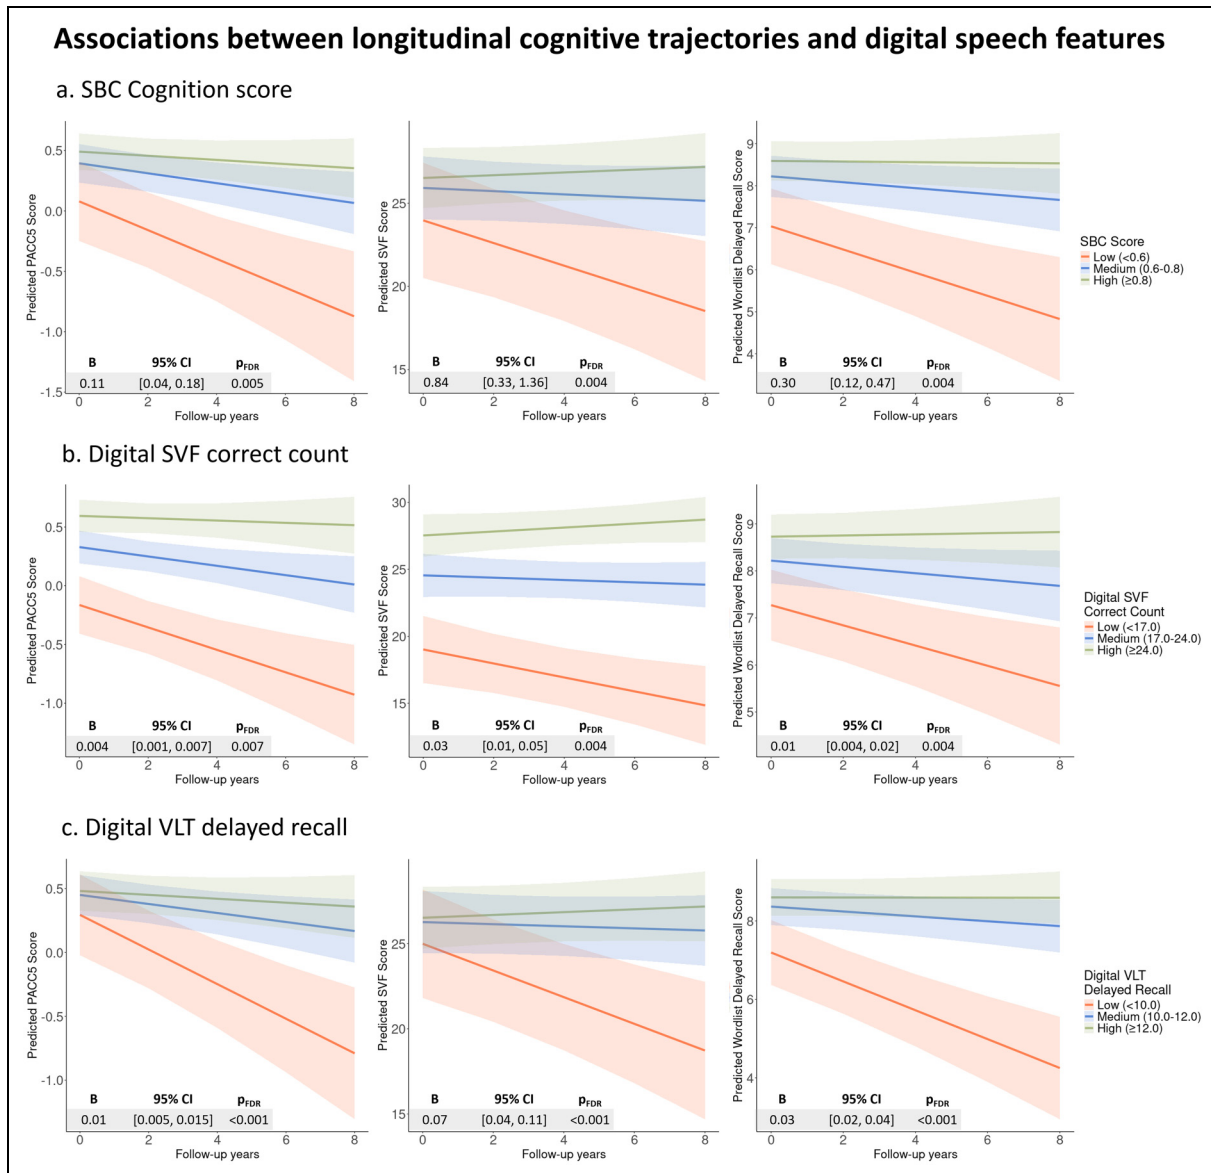 Associations between longitudinal cognitive trajectories and digital speech features
a. SBC Cognition score
Predicted PACC5 Score
0.5
0.0
-0.5
-1.0
-1.5
B 95% CI pFDR
0.11 [0.04, 0.18] 0.005
0 2 4 6 8
Follow-up years
Predicted SVF Score
25
20
15
B 95% CI pFDR
0.84 [0.33, 1.36] 0.004
0 2 4 6 8
Follow-up years
Predicted Wordlist Delayed Recall Score
9
8
7
6
5
4
B 95% CI pFDR
0.30 [0.12, 0.47] 0.004
0 2 4 6 8
Follow-up years
SBC Score
Low (<0.6)
Medium (0.6-0.8)
High (≥0.8)
b. Digital SVF correct count
Predicted PACC5 Score
0.5
0.0
-0.5
-1.0
B 95% CI pFDR
0.004 [0.001, 0.007] 0.007
0 2 4 6 8
Follow-up years
Predicted SVF Score
30
25
20
15
B 95% CI pFDR
0.03 [0.01, 0.05] 0.004
0 2 4 6 8
Follow-up years
Predicted Wordlist Delayed Recall Score
9
8
7
6
5
B 95% CI pFDR
0.01 [0.004, 0.02] 0.004
0 2 4 6 8
Follow-up years
Digital SVF
Correct Count
Low (<17.0)
Medium (17.0-24.0)
High (≥24.0)
c. Digital VLT delayed recall
Predicted PACC5 Score
0.5
0.0
-1.0
B 95% CI pFDR
0.01 [0.005, 0.015] <0.001
0 2 4 6 8
Follow-up years
Predicted SVF Score
25
20
15
B 95% CI pFDR
0.07 [0.04, 0.11] <0.001
0 2 4 6 8
Follow-up years
Predicted Wordlist Delayed Recall Score
8
6
4
B 95% CI pFDR
0.03 [0.02, 0.04] <0.001
0 2 4 6 8
Follow-up years
Digital VLT
Delayed Recall
Low (<10.0)
Medium (10.0-12.0)
High (≥12.0)